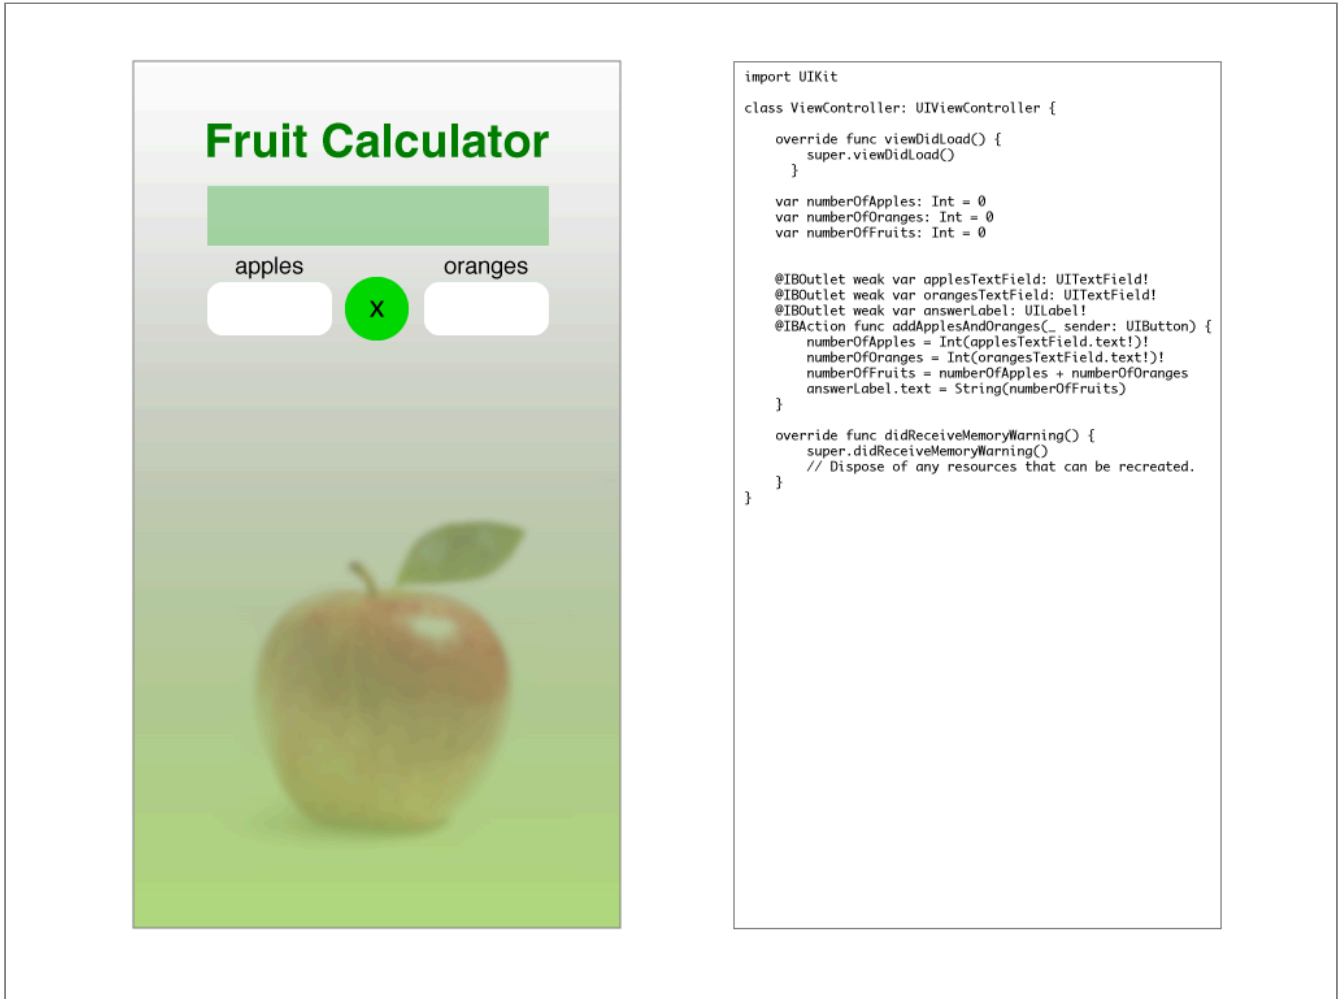 Fruit Calculator
apples
oranges
x
import UIKit
class ViewController: UIViewController {
override func viewDidLoad() {
super.viewDidLoad()
}
var numberOfApples: Int = 0
var numberOfOranges: Int = 0
var numberOfFruits: Int = 0
@IBOutlet weak var applesTextField: UITextField!
@IBOutlet weak var orangesTextField: UITextField!
@IBOutlet weak var answerLabel: UILabel!
@IBAction func addApplesAndOranges(_ sender: UIButton) {
numberOfApples = Int(applesTextField.text!)!
numberOfOranges = Int(orangesTextField.text!)!
numberOfFruits = numberOfApples + numberOfOranges
answerLabel.text = String(numberOfFruits)
}
override func didReceiveMemoryWarning() {
super.didReceiveMemoryWarning()
// Dispose of any resources that can be recreated.
}
}